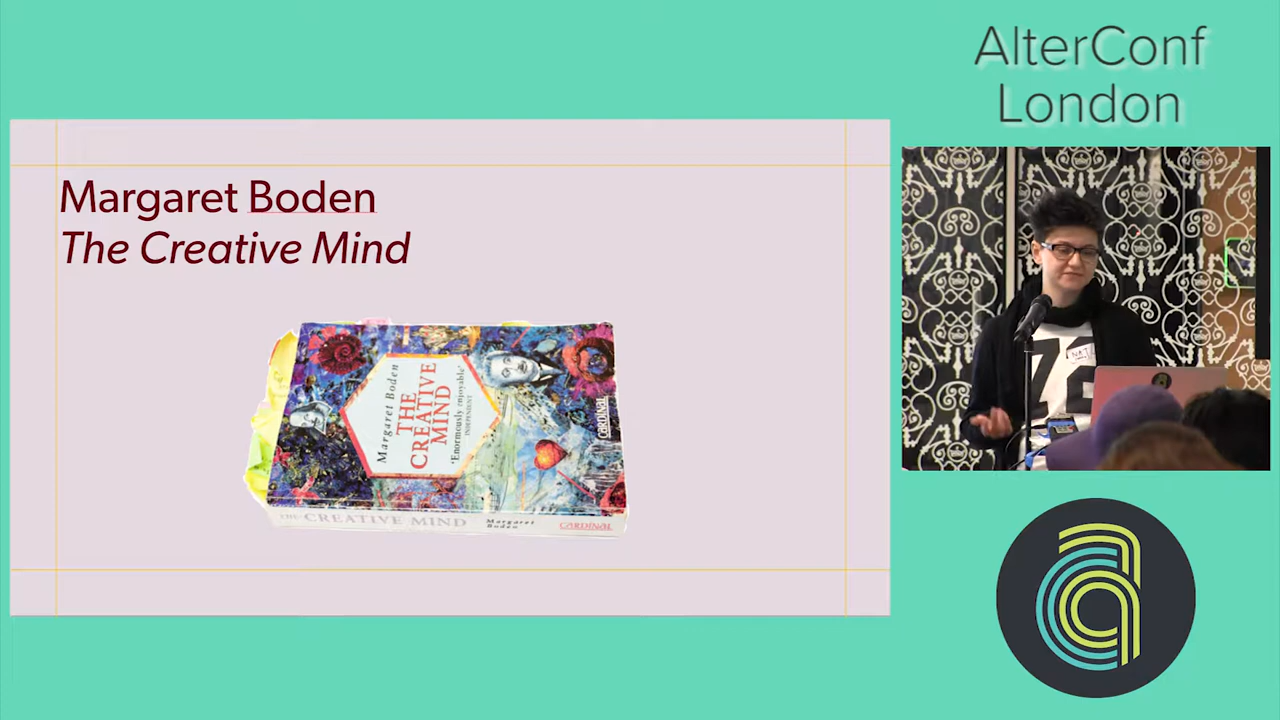 AlterConf
London
Margaret Boden
The Creative Mind
Margaret Boden
THE
CREATIVE
MIND
'Enormously enjoyable'
INDEPENDENT
CARDINAL
THE CREATIVE MIND
Margaret
Boden
CARDINAL
72